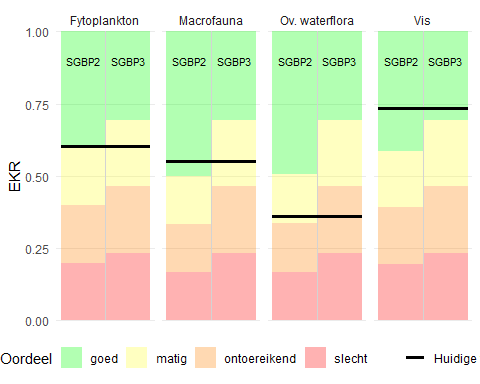 Fytoplankton Macrofauna Ov. waterflora Vis
1.00
SGBP2 SGBP3 SGBP2 SGBP3 SGBP2 SGBP3 SGBP2 SGBP3
0.75
0.50
EKR
0.25
0.00
Oordeel goed matig ontoereikend slecht Huidige